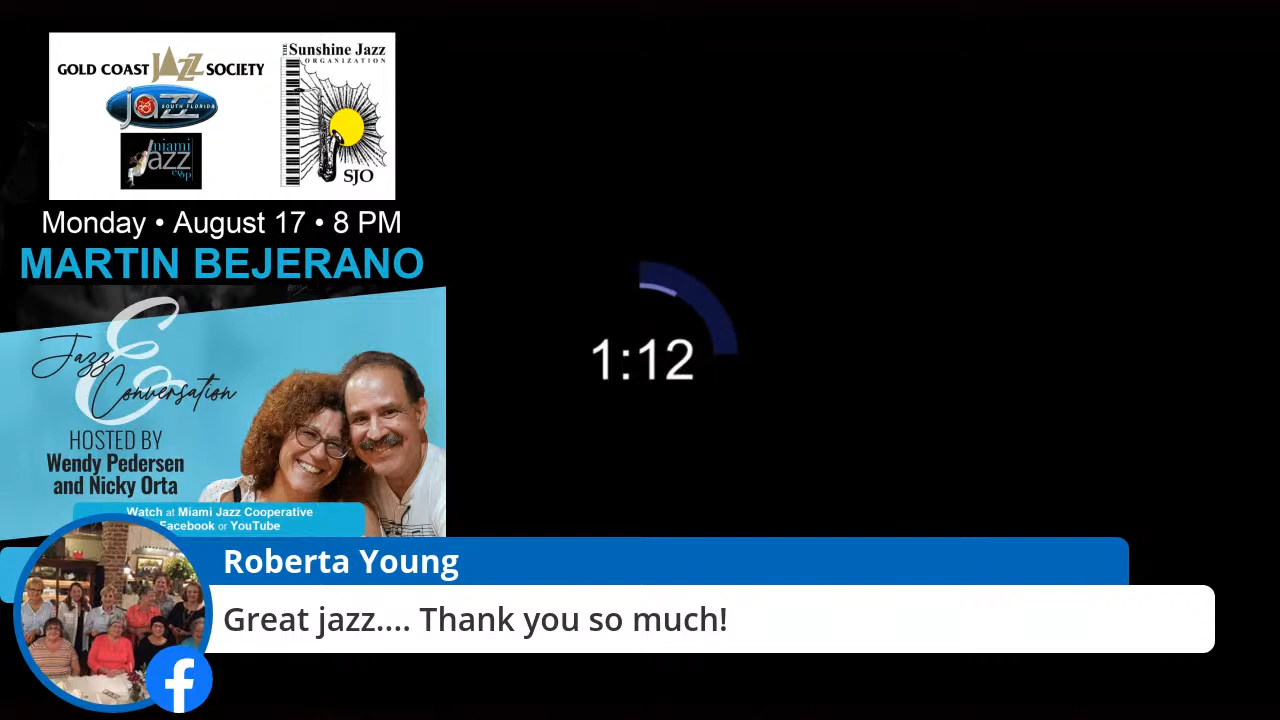 GOLD COAST JAZZ SOCIETY
jazz
SOUTH FLORIDA
miami
jazz
co^op
THE
Sunshine Jazz
ORGANIZATION
SJO
Monday • August 17 • 8 PM
MARTIN BEJERANO
Jazz
&
Conversation
HOSTED BY
Wendy Pedersen
and Nicky Orta
Watch at Miami Jazz Cooperative
Facebook or YouTube
1:12
Roberta Young
Great jazz.... Thank you so much!